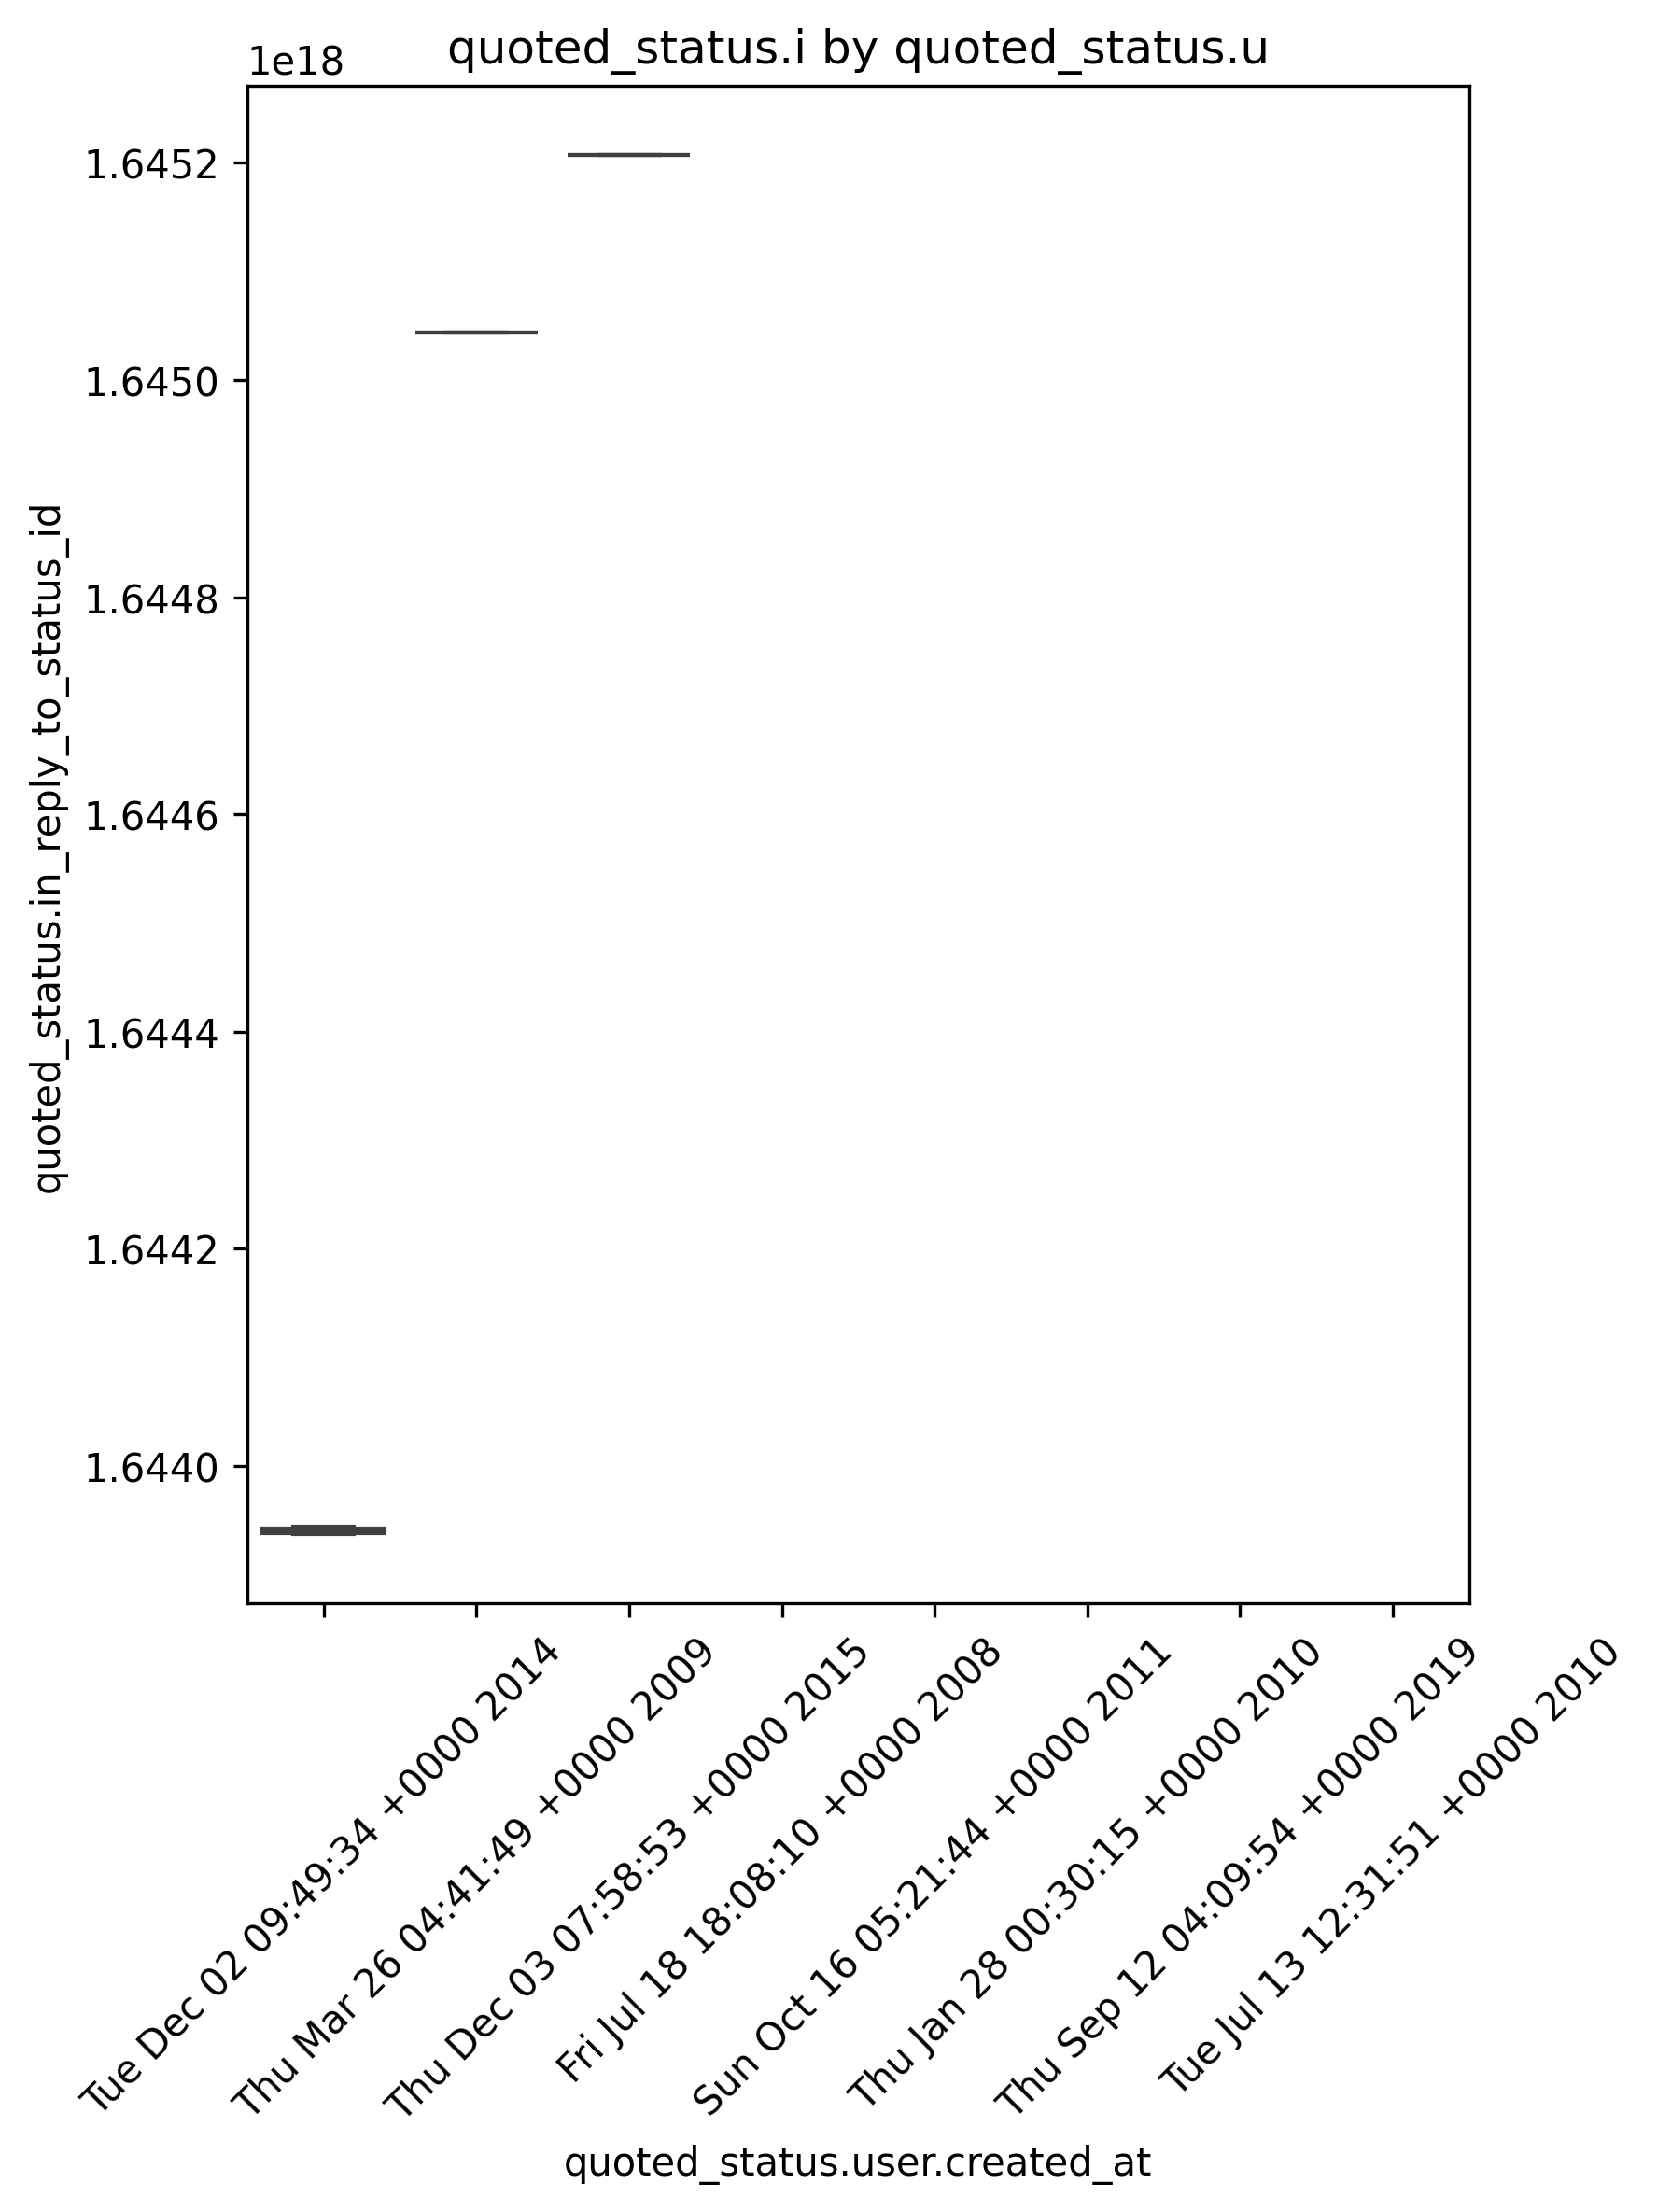 quoted_status.i by quoted_status.u
1e18
1.6452
1.6450
1.6448
1.6446
1.6444
1.6442
1.6440
quoted_status.in_reply_to_status_id
Tue Dec 02 09:49:34 +0000 2014
Thu Mar 26 04:41:49 +0000 2009
Thu Dec 03 07:58:53 +0000 2015
Fri Jul 18 18:08:10 +0000 2008
Sun Oct 16 05:21:44 +0000 2011
Thu Jan 28 00:30:15 +0000 2010
Thu Sep 12 04:09:54 +0000 2019
Tue Jul 13 12:31:51 +0000 2010
quoted_status.user.created_at